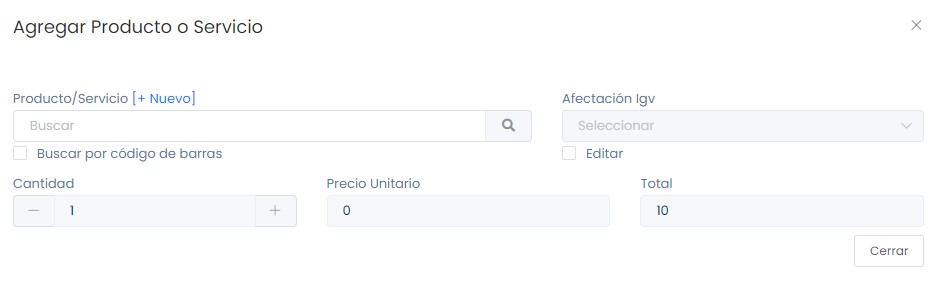 Agregar Producto o Servicio
Producto/Servicio [+ Nuevo]
Afectación Igv
Buscar
Seleccionar
Buscar por código de barras
Editar
Cantidad
Precio Unitario
Total
1
0
10
Cerrar